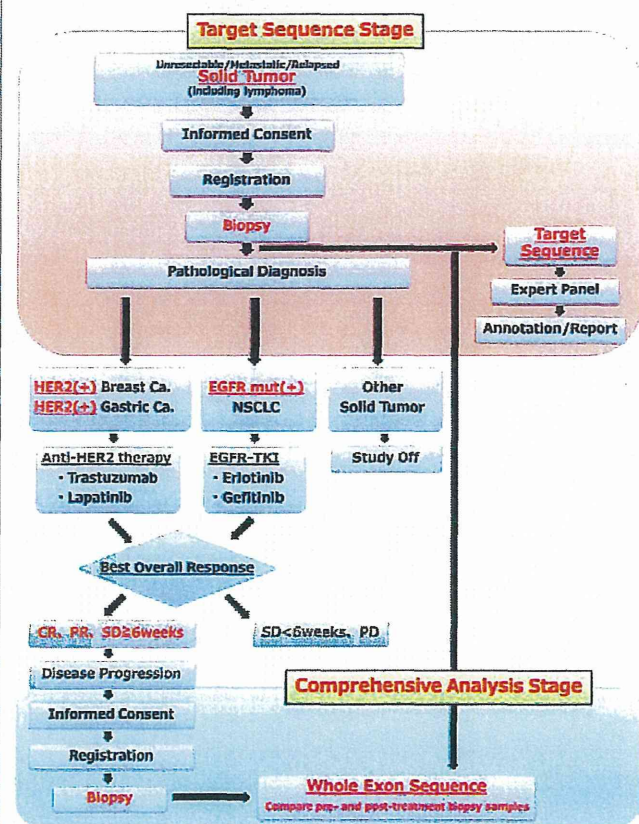 Target Sequence Stage
Unresectable/Metastatic/Relapsed
Solid Tumor
(including lymphoma)
Informed Consent
Registration
Biopsy
Pathological Diagnosis
Target
Sequence
Expert Panel
Annotation/Report
HER2(+) Breast Ca.
HER2(+) Gastric Ca.
EGFR mut(+)
NSCLC
Other
Solid Tumor
Anti-HER2 therapy
・Trastuzumab
・Lapatinib
EGFR-TKI
・Erlotinib
・Gefitinib
Study Off
Best Overall Response
CR、PR、SD≧6weeks
SD<6weeks、PD
Disease Progression
Comprehensive Analysis Stage
Informed Consent
Registration
Biopsy
Whole Exon Sequence
Compare pre- and post-treatment biopsy samples